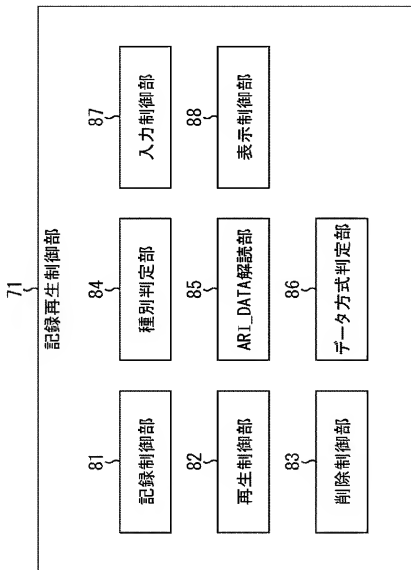 71
記録再生制御部
81
記録制御部
84
種別判定部
87
入力制御部
82
再生制御部
85
ARI_DATA解読部
88
表示制御部
83
削除制御部
86
データ方式判定部